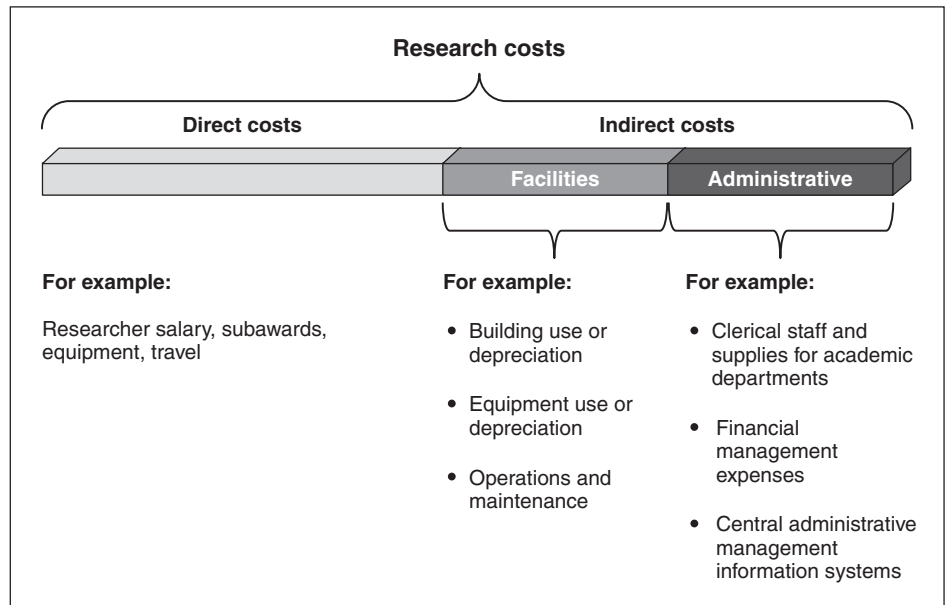 Research costs
Direct costs
Indirect costs
Facilities
Administrative
For example:
Researcher salary, subawards,
equipment, travel
For example:
• Building use or
depreciation
• Equipment use or
depreciation
• Operations and
maintenance
For example:
• Clerical staff and
supplies for academic
departments
• Financial
management
expenses
• Central administrative
management
information systems